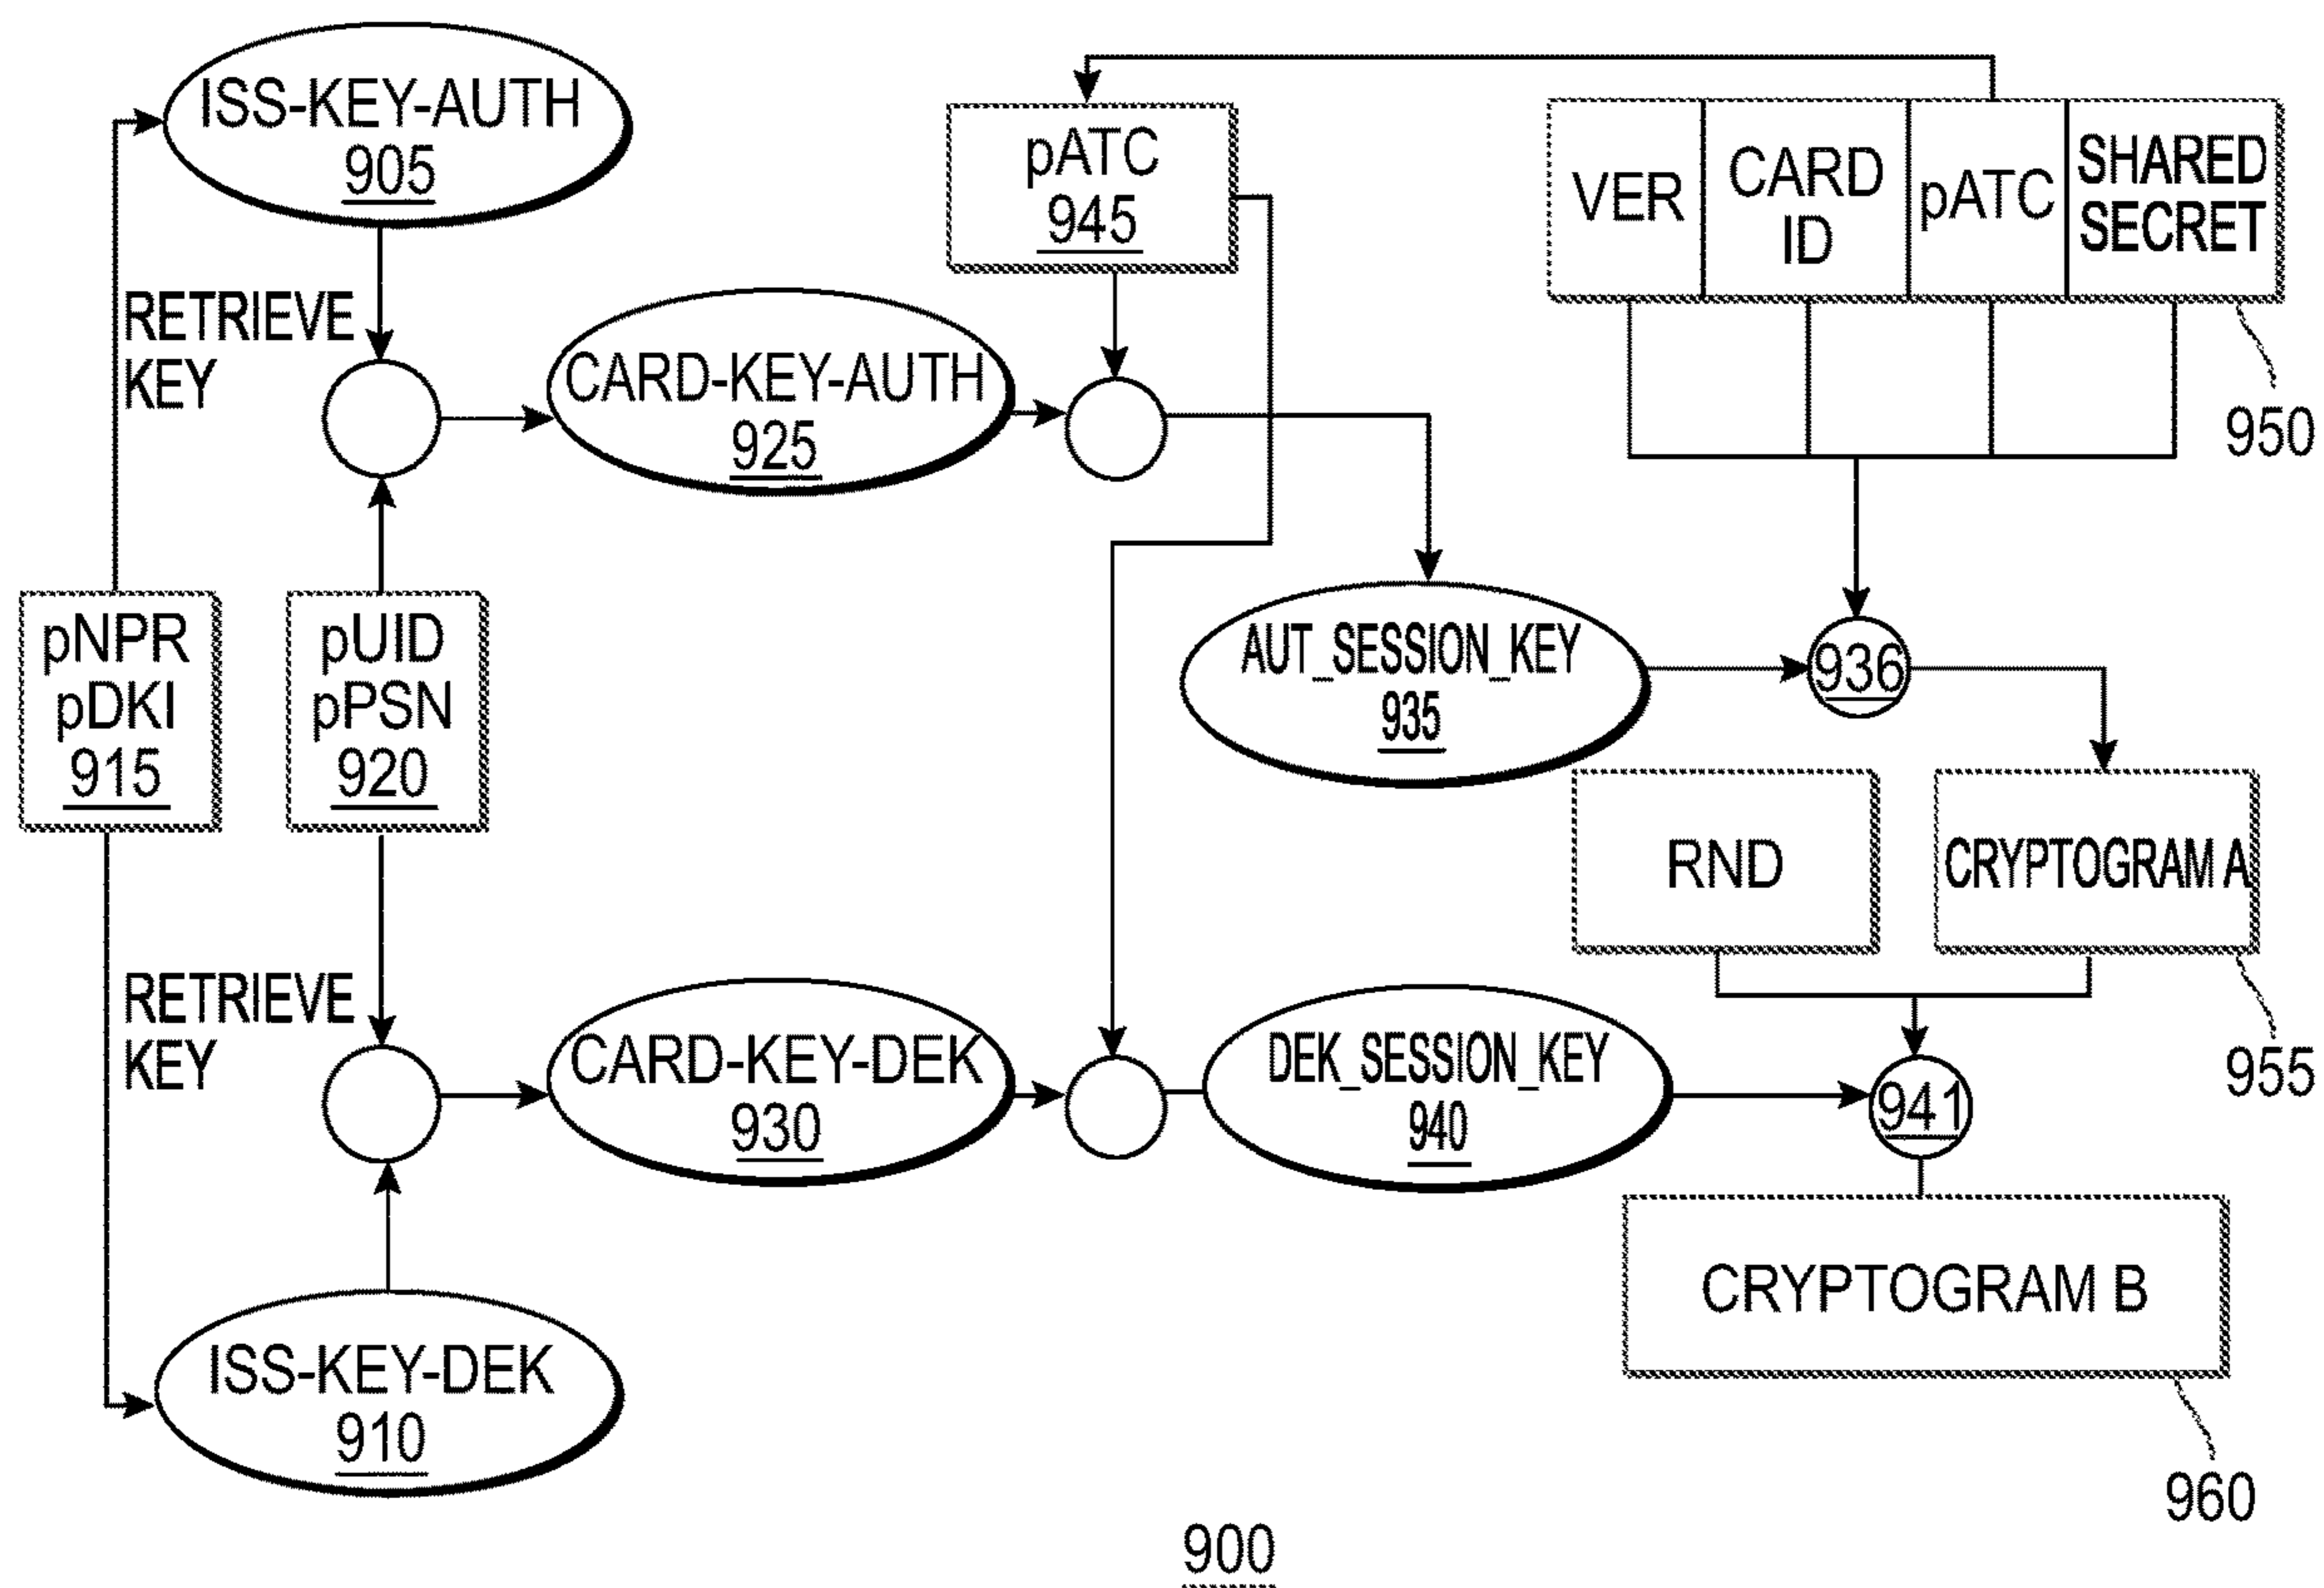 ISS-KEY-AUTH
905
RETRIEVE
KEY
pNPR
pDKI
915
pUID
pPSN
920
RETRIEVE
KEY
ISS-KEY-DEK
910
CARD-KEY-AUTH
925
CARD-KEY-DEK
930
pATC
945
AUT_SESSION_KEY
935
DEK_SESSION_KEY
940
VER
CARD
ID
pATC
SHARED
SECRET
950
936
RND
CRYPTOGRAM A
955
941
CRYPTOGRAM B
960
900